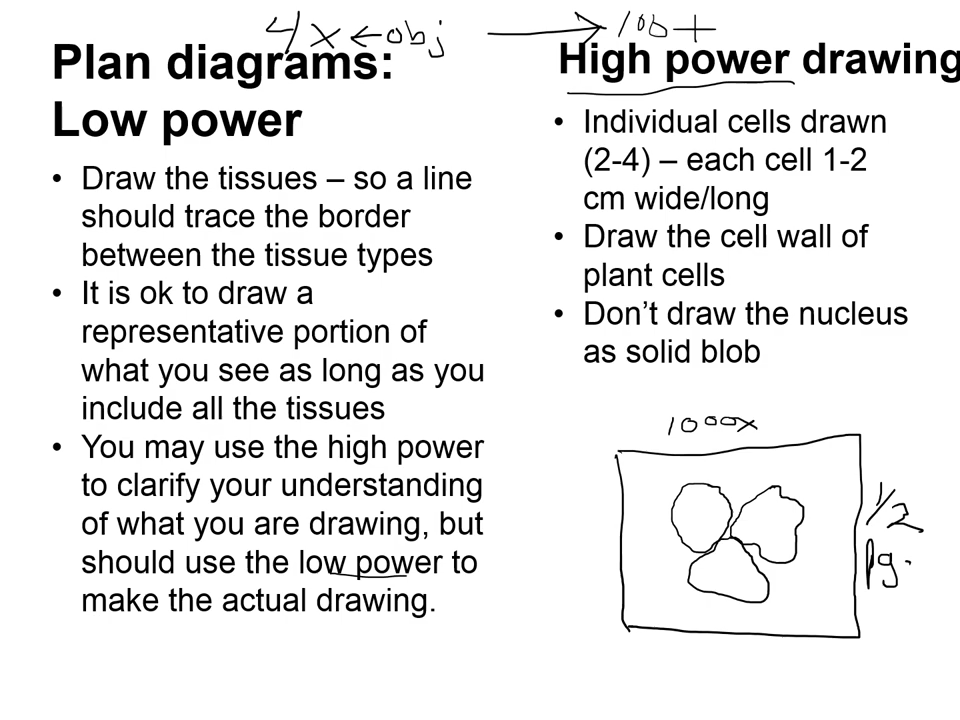 4x ← obj → 100+
Plan diagrams:
Low power
• Draw the tissues – so a line
should trace the border
between the tissue types
• It is ok to draw a
representative portion of
what you see as long as you
include all the tissues
• You may use the high power
to clarify your understanding
of what you are drawing, but
should use the low power to
make the actual drawing.
High power drawing
• Individual cells drawn
(2-4) – each cell 1-2
cm wide/long
• Draw the cell wall of
plant cells
• Don’t draw the nucleus
as solid blob
1000x
1/2
pg.